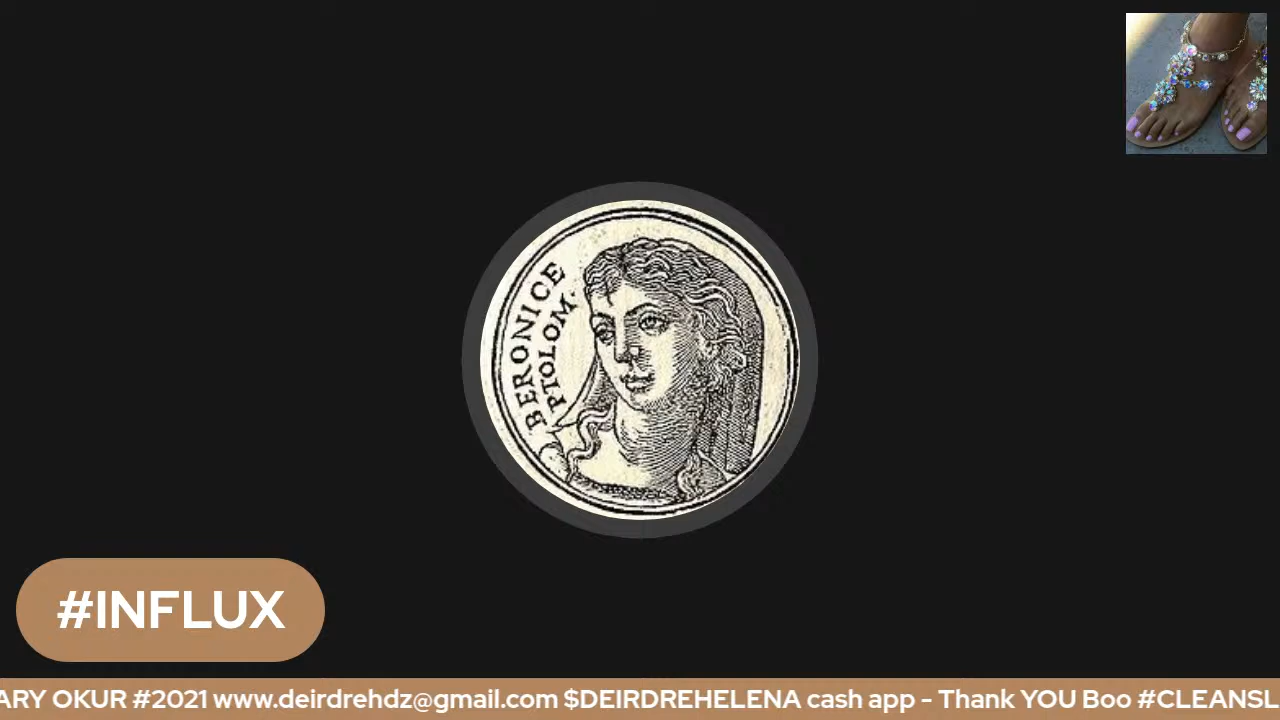 BERONICE
PTOLOM.
#INFLUX
ARY OKUR #2021 www.deirdrehdz@gmail.com $DEIRDREHELENA cash app - Thank YOU Boo #CLEANSL